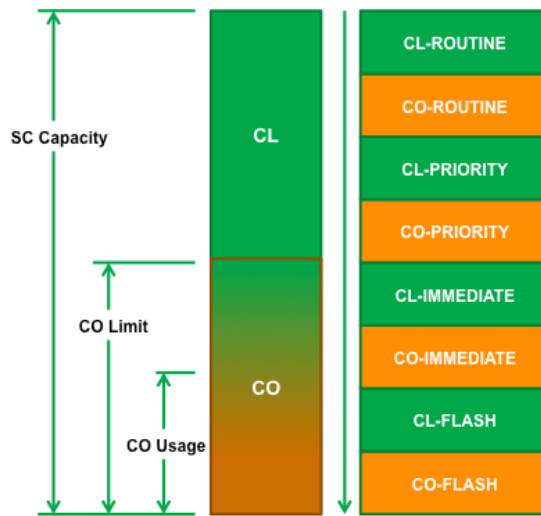 SC Capacity
CO Limit
CO Usage
CL
CO
CL-ROUTINE
CO-ROUTINE
CL-PRIORITY
CO-PRIORITY
CL-IMMEDIATE
CO-IMMEDIATE
CL-FLASH
CO-FLASH